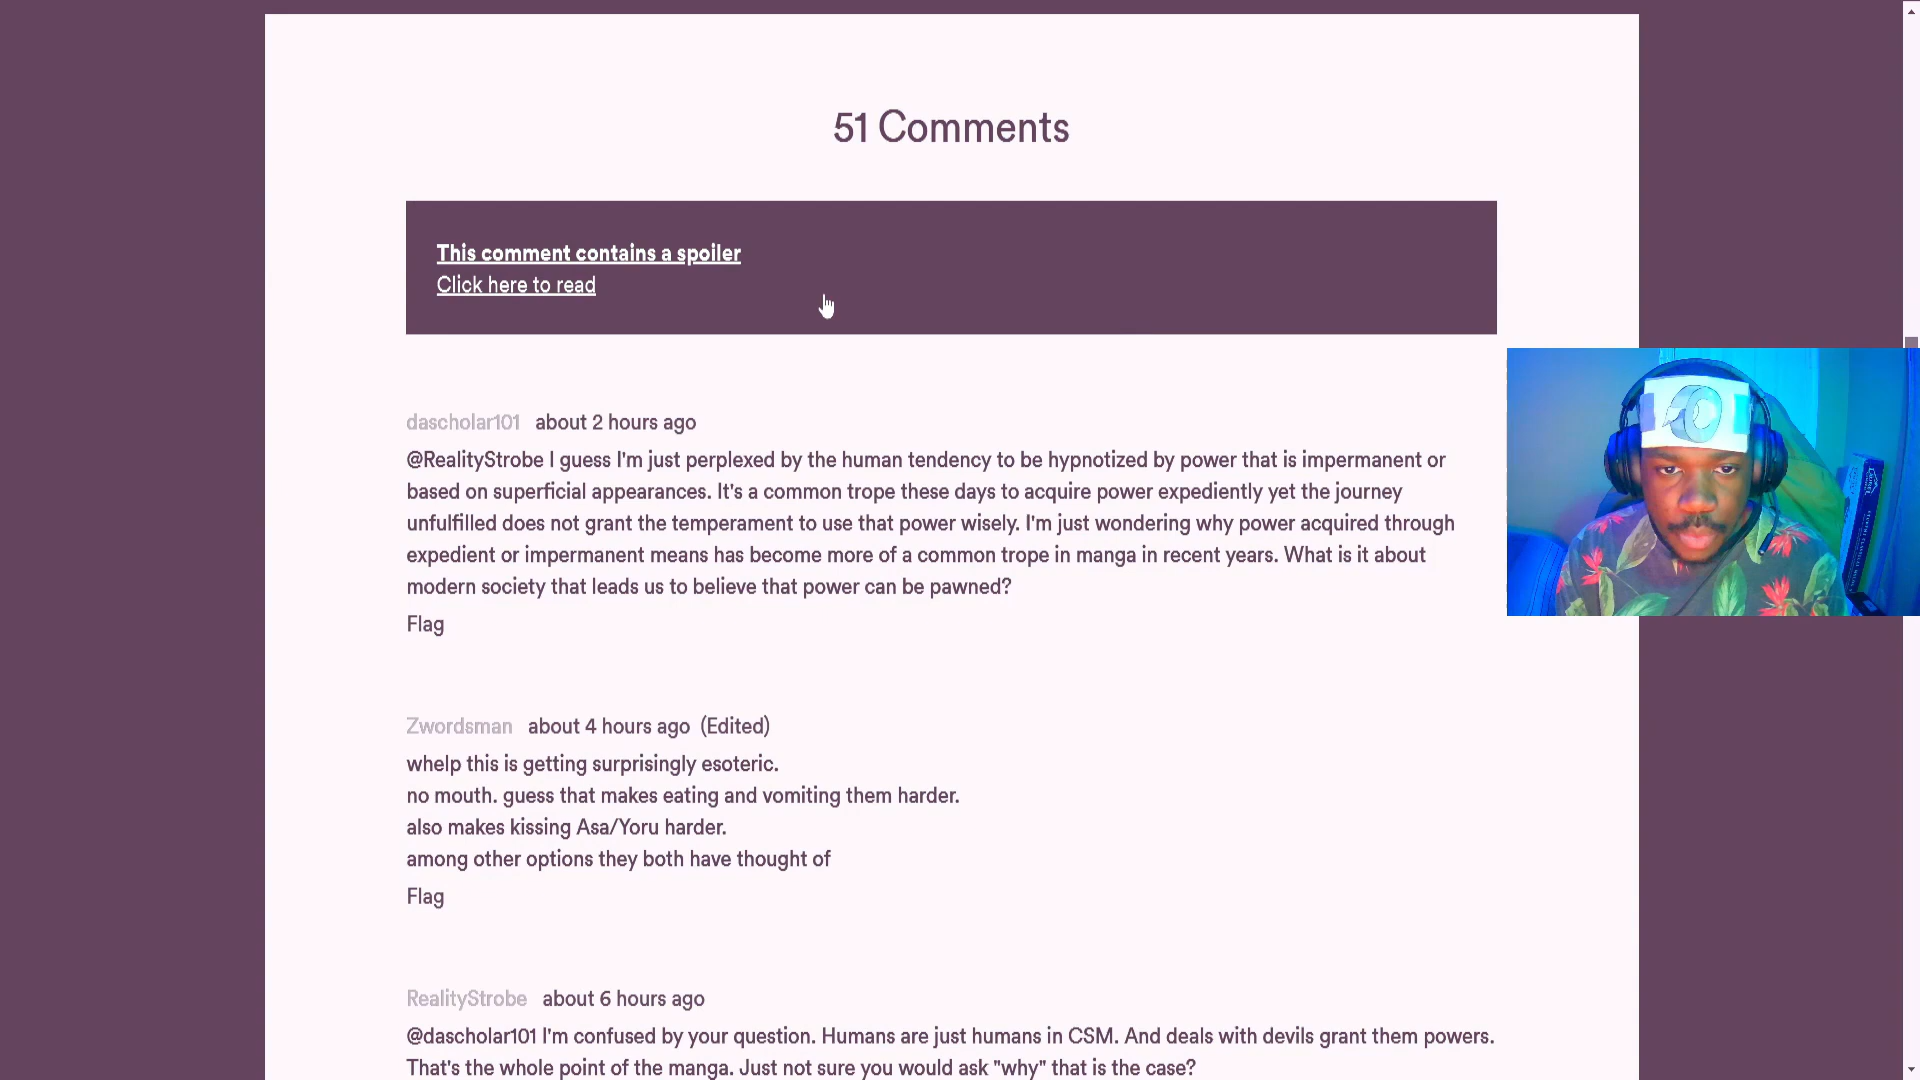 51 Comments
This comment contains a spoiler
Click here to read
dascholar101 about 2 hours ago
@RealityStrobe I guess I'm just perplexed by the human tendency to be hypnotized by power that is impermanent or
based on superficial appearances. It's a common trope these days to acquire power expediently yet the journey
unfulfilled does not grant the temperament to use that power wisely. I'm just wondering why power acquired through
expedient or impermanent means has become more of a common trope in manga in recent years. What is it about
modern society that leads us to believe that power can be pawned?
Flag
Zwordsman about 4 hours ago (Edited)
whelp this is getting surprisingly esoteric.
no mouth. guess that makes eating and vomiting them harder.
also makes kissing Asa/Yoru harder.
among other options they both have thought of
Flag
RealityStrobe about 6 hours ago
@dascholar101 I'm confused by your question. Humans are just humans in CSM. And deals with devils grant them powers.
That's the whole point of the manga. Just not sure you would ask "why" that is the case?